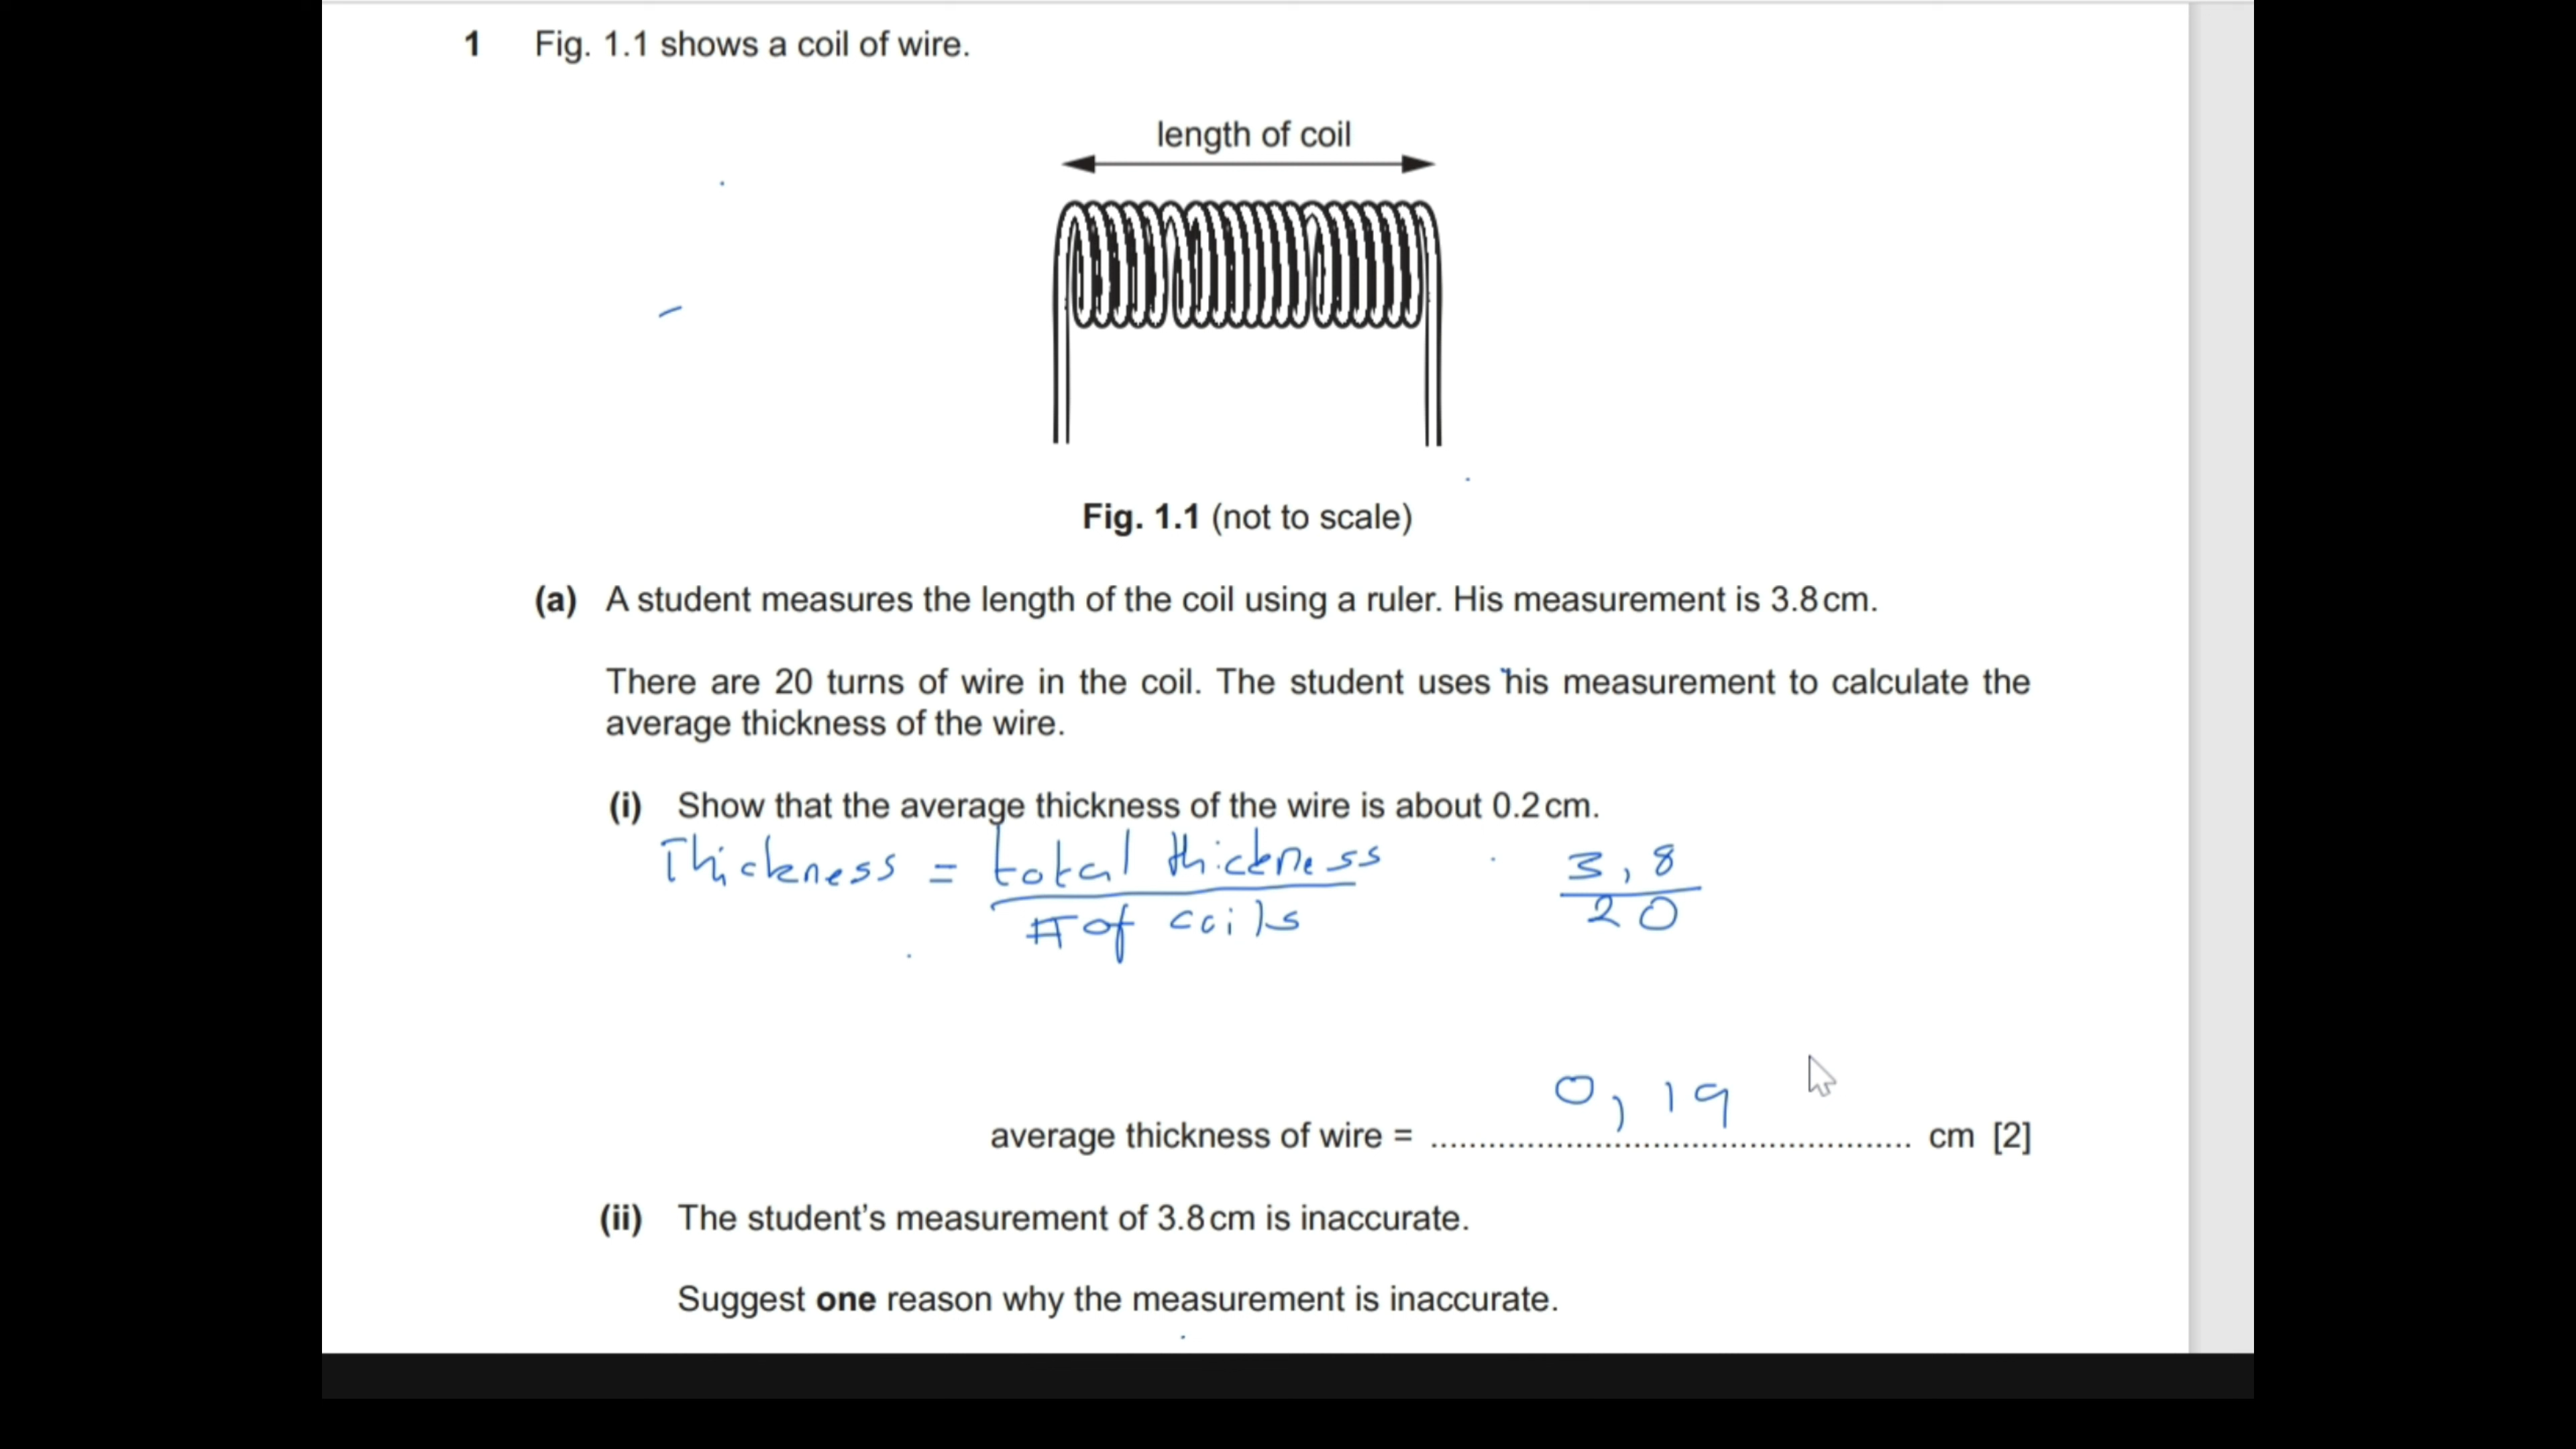 1 Fig. 1.1 shows a coil of wire.
length of coil
Fig. 1.1 (not to scale)
(a) A student measures the length of the coil using a ruler. His measurement is 3.8 cm.
There are 20 turns of wire in the coil. The student uses his measurement to calculate the
average thickness of the wire.
(i) Show that the average thickness of the wire is about 0.2 cm.
Thickness = total thickness 3,8
# of coils 20
0,19
average thickness of wire = .................................................. cm [2]
(ii) The student's measurement of 3.8 cm is inaccurate.
Suggest one reason why the measurement is inaccurate.